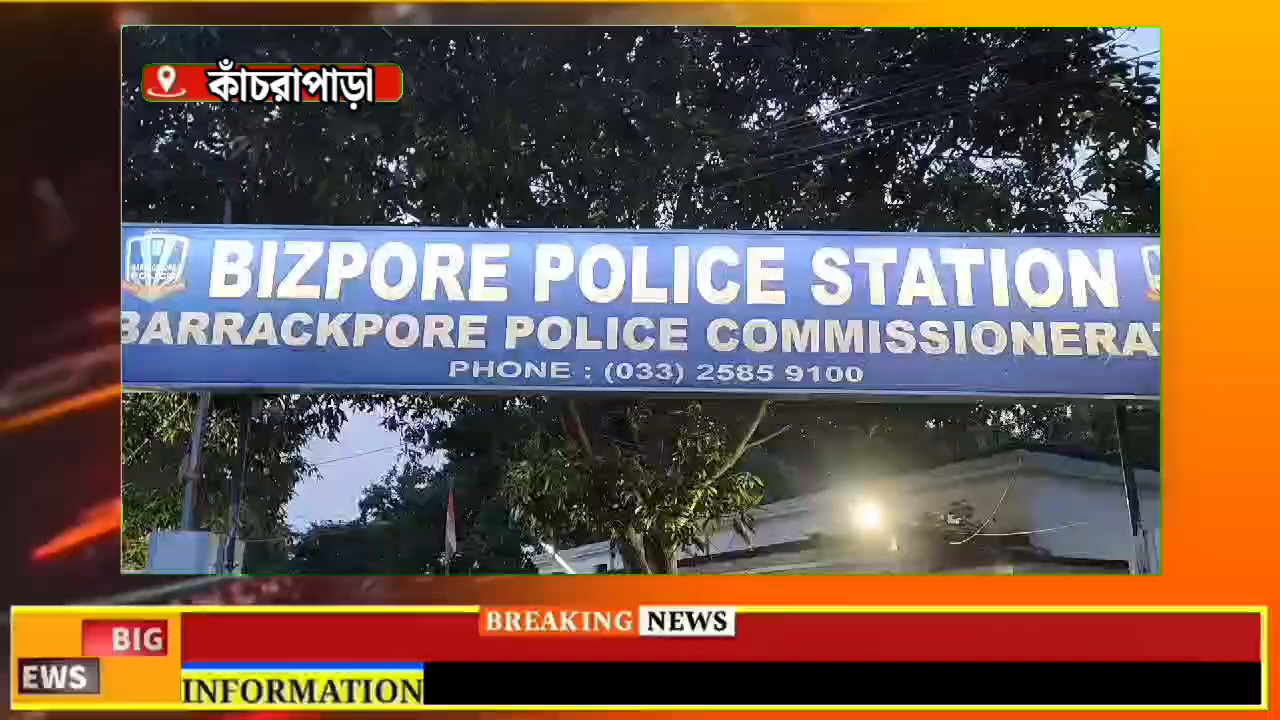 কাঁচরাপাড়া
BIZPORE POLICE STATION
BARRACKPORE POLICE COMMISSIONERAT
PHONE : (033) 2585 9100
BREAKING NEWS
BIG
EWS
INFORMATION